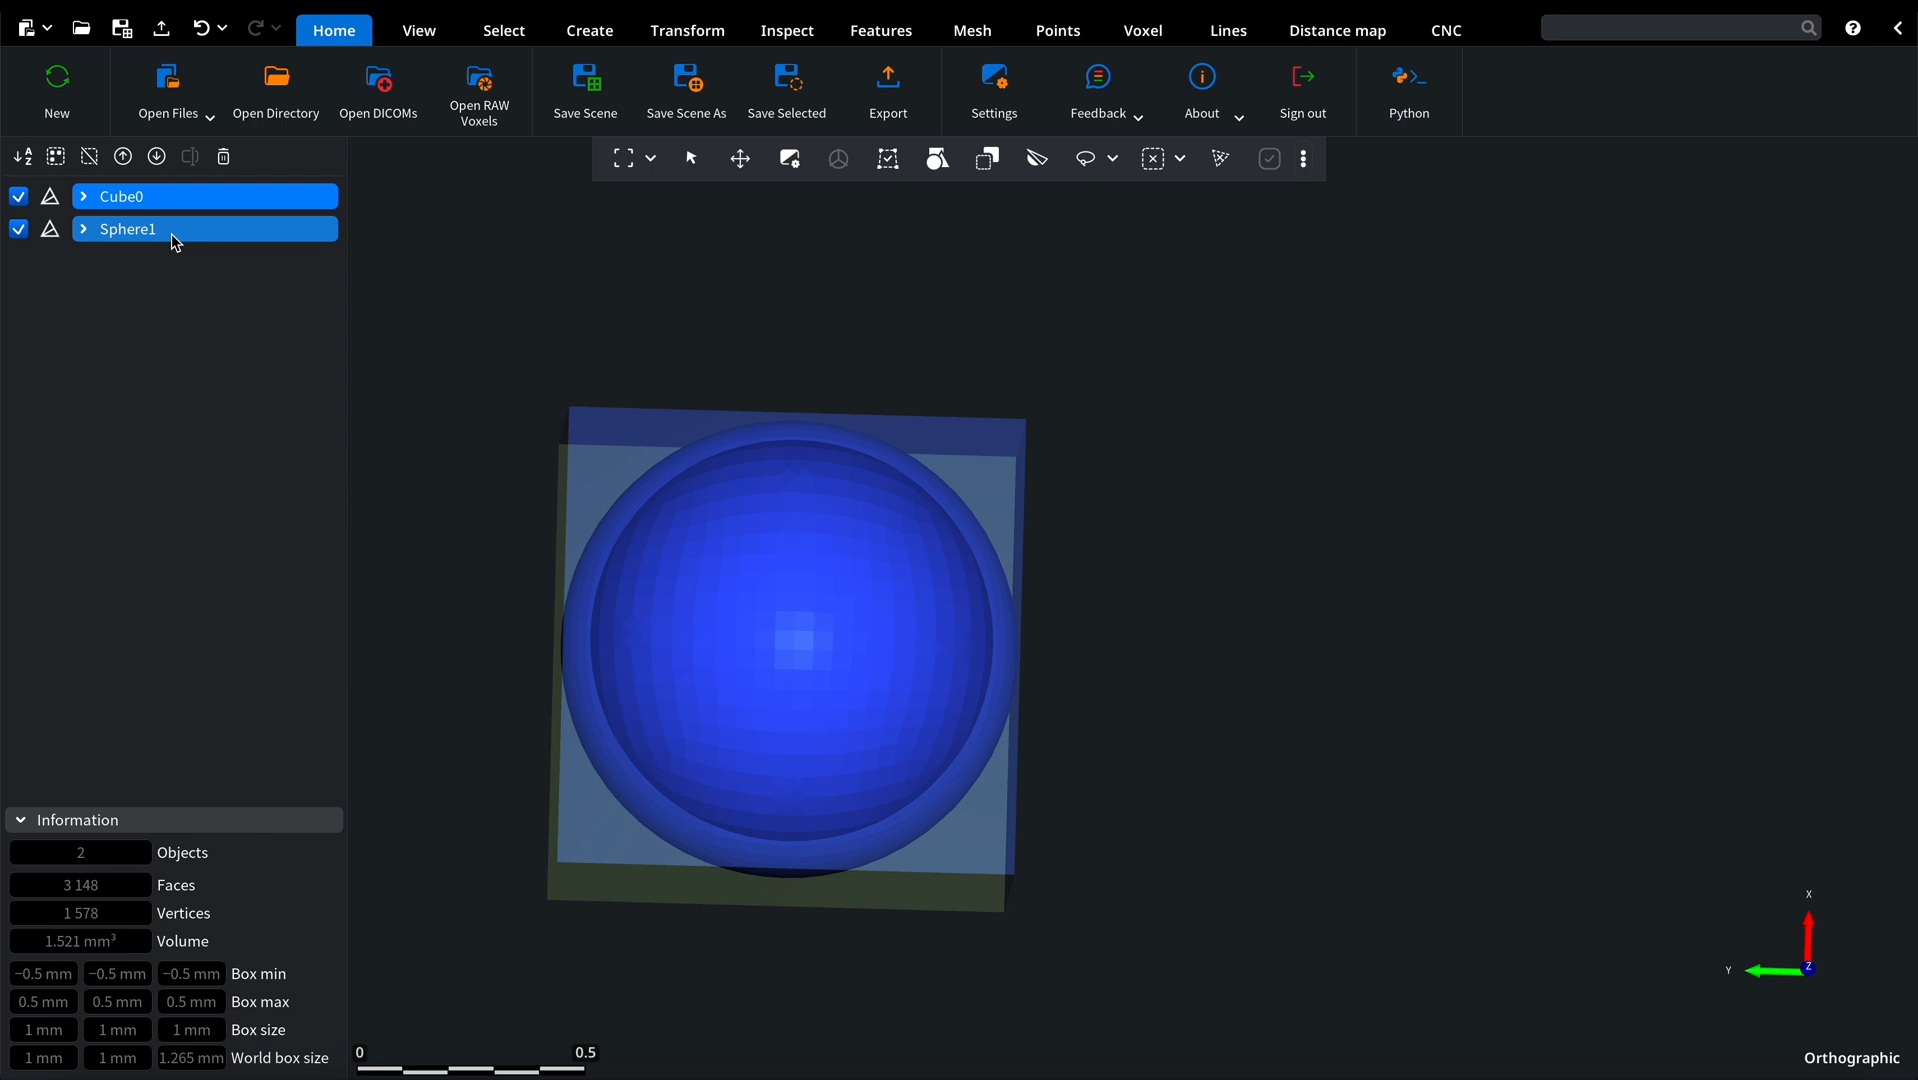 Home View Select Create Transform Inspect Features Mesh Points Voxel Lines Distance map CNC
New Open Files Open Directory Open DICOMs Open RAW Voxels Save Scene Save Scene As Save Selected Export Settings Feedback About Sign out Python
Cube0
Sphere1
Information
2 Objects
3 148 Faces
1 578 Vertices
1.521 mm³ Volume
−0.5 mm −0.5 mm −0.5 mm Box min
0.5 mm 0.5 mm 0.5 mm Box max
1 mm 1 mm 1 mm Box size
1 mm 1 mm 1.265 mm World box size
0 0.5
X
Y Z
Orthographic